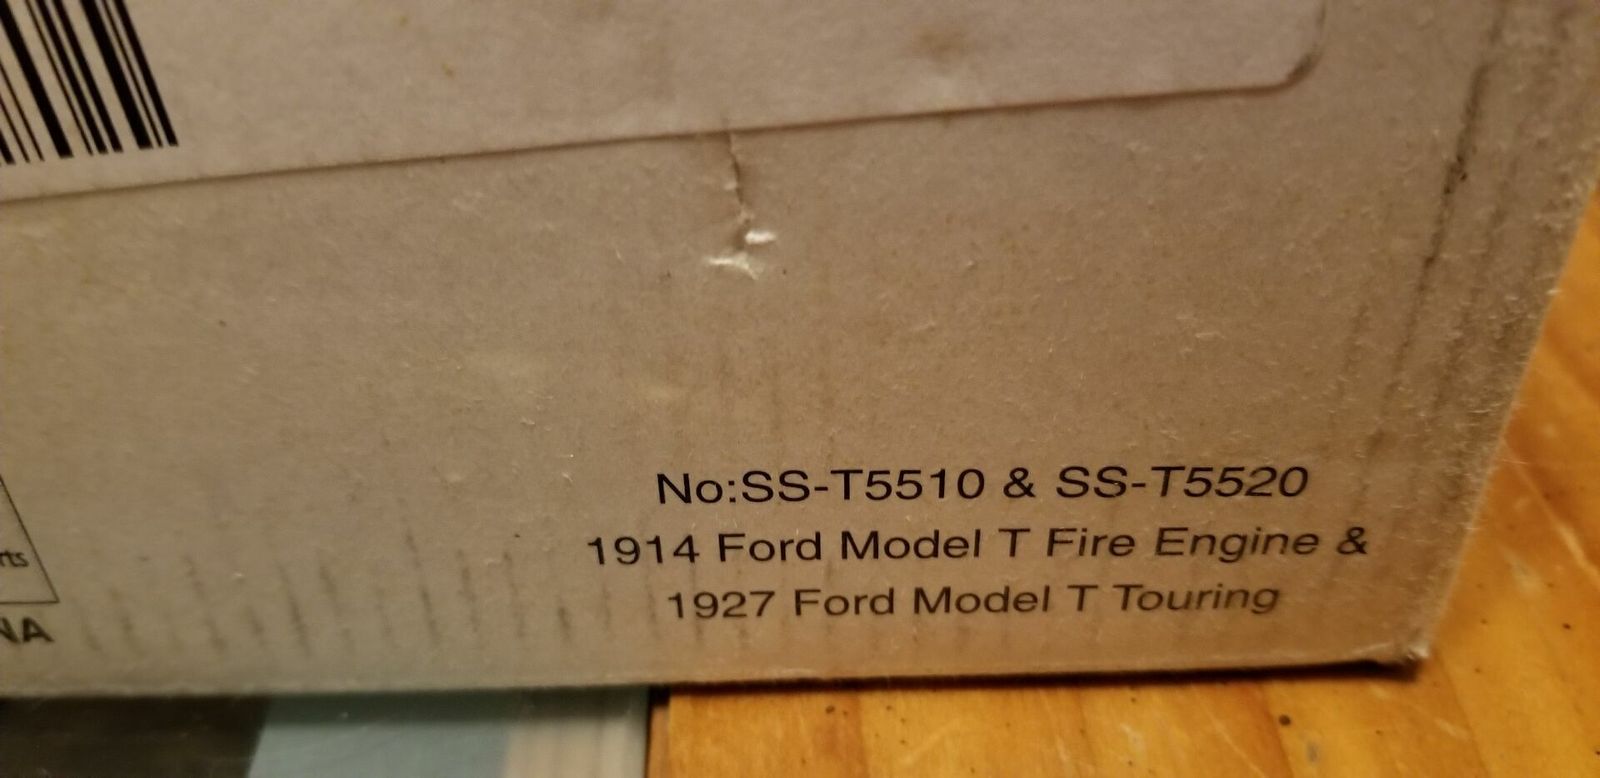 No:SS-T5510 & SS-T5520
1914 Ford Model T Fire Engine &
1927 Ford Model T Touring